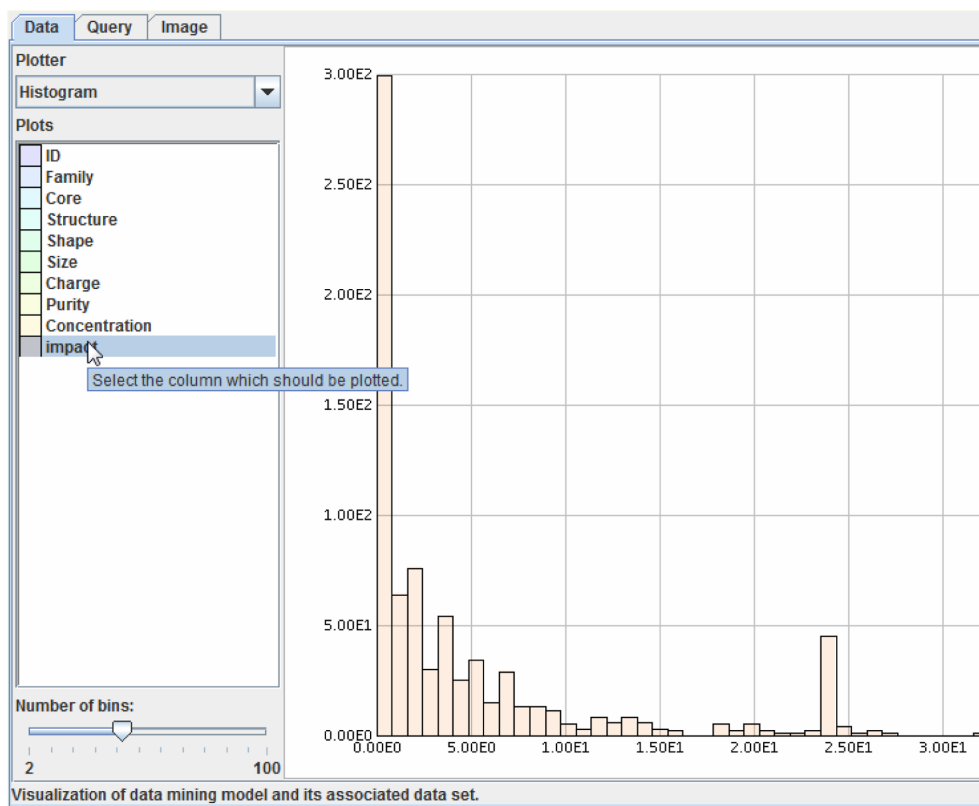 Data Query Image
Plotter
Histogram
Plots
ID
Family
Core
Structure
Shape
Size
Charge
Purity
Concentration
impact
Select the column which should be plotted.
Number of bins:
2 100
3.00E2
2.50E2
2.00E2
1.50E2
1.00E2
5.00E1
0.00E0
0.00E0 5.00E0 1.00E1 1.50E1 2.00E1 2.50E1 3.00E1
Visualization of data mining model and its associated data set.